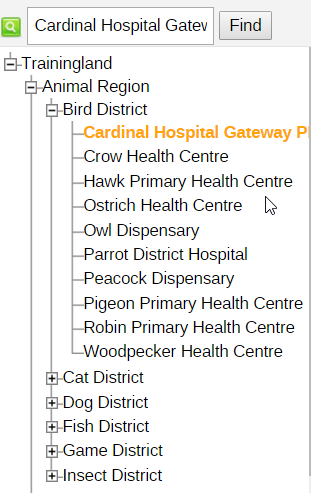 Cardinal Hospital Gatew
Find
Trainingland
Animal Region
Bird District
Cardinal Hospital Gateway P
Crow Health Centre
Hawk Primary Health Centre
Ostrich Health Centre
Owl Dispensary
Parrot District Hospital
Peacock Dispensary
Pigeon Primary Health Centre
Robin Primary Health Centre
Woodpecker Health Centre
Cat District
Dog District
Fish District
Game District
Insect District